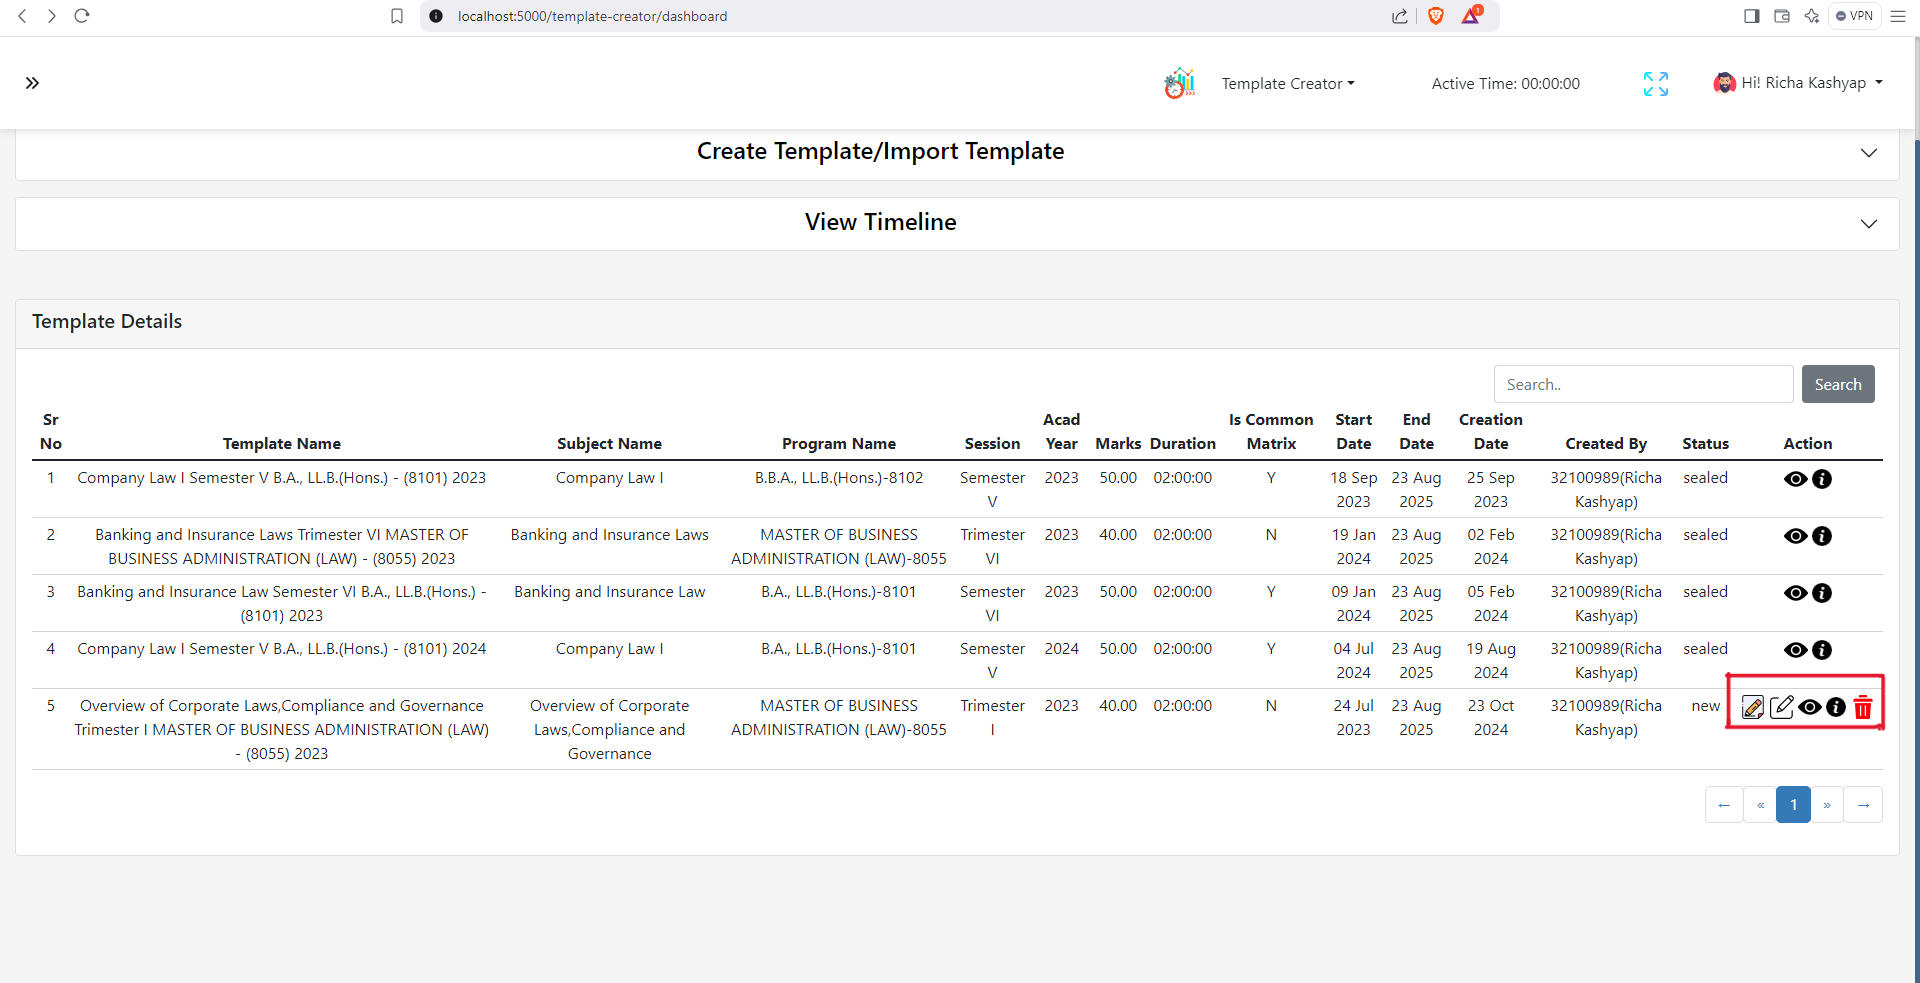 localhost:5000/template-creator/dashboard
1
VPN
Template Creator
Active Time: 00:00:00
Hi! Richa Kashyap
Create Template/Import Template
View Timeline
Template Details
Search..
Search
Sr No Template Name Subject Name Program Name Session Acad Year Marks Duration Is Common Matrix Start Date End Date Creation Date Created By Status Action
1 Company Law I Semester V B.A., LL.B.(Hons.) - (8101) 2023 Company Law I B.B.A., LL.B.(Hons.)-8102 Semester V 2023 50.00 02:00:00 Y 18 Sep 2023 23 Aug 2025 25 Sep 2023 32100989(Richa Kashyap) sealed
2 Banking and Insurance Laws Trimester VI MASTER OF BUSINESS ADMINISTRATION (LAW) - (8055) 2023 Banking and Insurance Laws MASTER OF BUSINESS ADMINISTRATION (LAW)-8055 Trimester VI 2023 40.00 02:00:00 N 19 Jan 2024 23 Aug 2025 02 Feb 2024 32100989(Richa Kashyap) sealed
3 Banking and Insurance Law Semester VI B.A., LL.B.(Hons.) - (8101) 2023 Banking and Insurance Law B.A., LL.B.(Hons.)-8101 Semester VI 2023 50.00 02:00:00 Y 09 Jan 2024 23 Aug 2025 05 Feb 2024 32100989(Richa Kashyap) sealed
4 Company Law I Semester V B.A., LL.B.(Hons.) - (8101) 2024 Company Law I B.A., LL.B.(Hons.)-8101 Semester V 2024 50.00 02:00:00 Y 04 Jul 2024 23 Aug 2025 19 Aug 2024 32100989(Richa Kashyap) sealed
5 Overview of Corporate Laws,Compliance and Governance Trimester I MASTER OF BUSINESS ADMINISTRATION (LAW) - (8055) 2023 Overview of Corporate Laws,Compliance and Governance MASTER OF BUSINESS ADMINISTRATION (LAW)-8055 Trimester I 2023 40.00 02:00:00 N 24 Jul 2023 23 Aug 2025 23 Oct 2024 32100989(Richa Kashyap) new
← « 1 » →